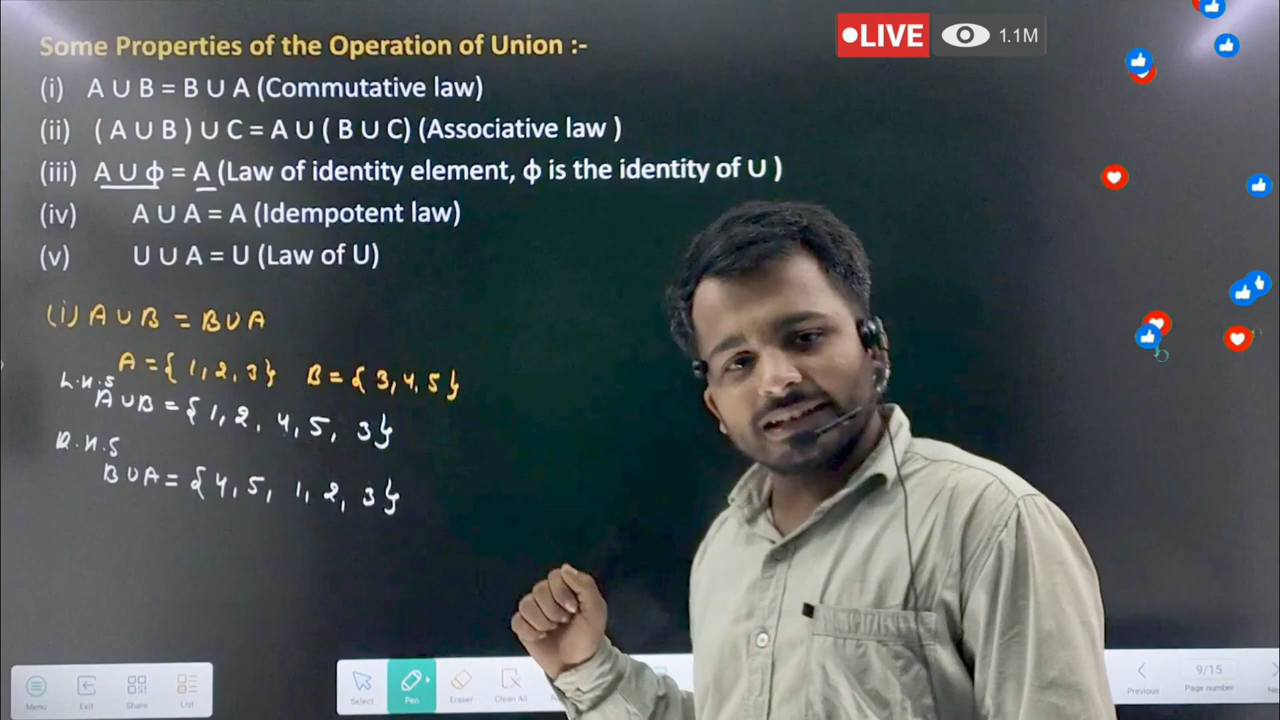 Some Properties of the Operation of Union :-
●LIVE 1.1M
(i) A ∪ B = B ∪ A (Commutative law)
(ii) ( A ∪ B ) ∪ C = A ∪ ( B ∪ C) (Associative law )
(iii) A ∪ ϕ = A (Law of identity element, ϕ is the identity of U )
(iv) A ∪ A = A (Idempotent law)
(v) U ∪ A = U (Law of U)
(i) A ∪ B = B ∪ A
A = { 1, 2, 3} B = { 3, 4, 5 }
L.H.S
A ∪ B = { 1, 2, 4, 5, 3}
R.H.S
B ∪ A = { 4, 5, 1, 2, 3}
Menu Exit Share List Select Pen Eraser Clean All Previous 9/15 Page number